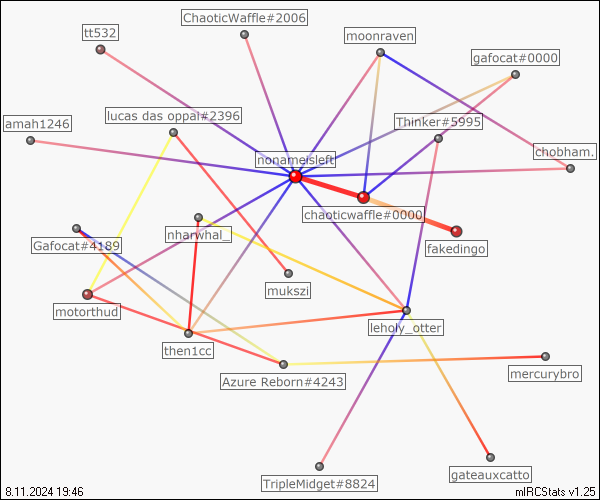 ChaoticWaffle#2006
tt532
moonraven
gafocat#0000
lucas das oppal#2396
amah1246
Thinker#5995
nonameisleft
chobham.
chaoticwaffle#0000
nharwhal_
Gafocat#4189
fakedingo
mukszi
motorthud
leholy_otter
then1cc
mercurybro
Azure Reborn#4243
gateauxcatto
TripleMidget#8824
8.11.2024 19:46
mIRCStats v1.25